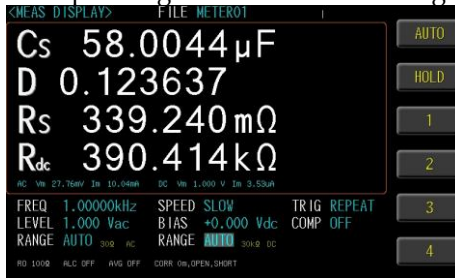 <MEAS DISPLAY> FILE METER01
Cs 58.0044μF
D 0.123637
Rs 339.240mΩ
Rdc 390.414kΩ
AC Vm 27.76mV Im 10.04mA DC Vm 1.000 V Im 3.53uA
FREQ 1.00000kHz SPEED SLOW TRIG REPEAT
LEVEL 1.000 Vac BIAS +0.000 Vdc COMP OFF
RANGE AUTO 30Ω AC RANGE AUTO 30kΩ DC
RO 100Ω ALC OFF AVG OFF CORR 0m,OPEN,SHORT
AUTO
HOLD
1
2
3
4